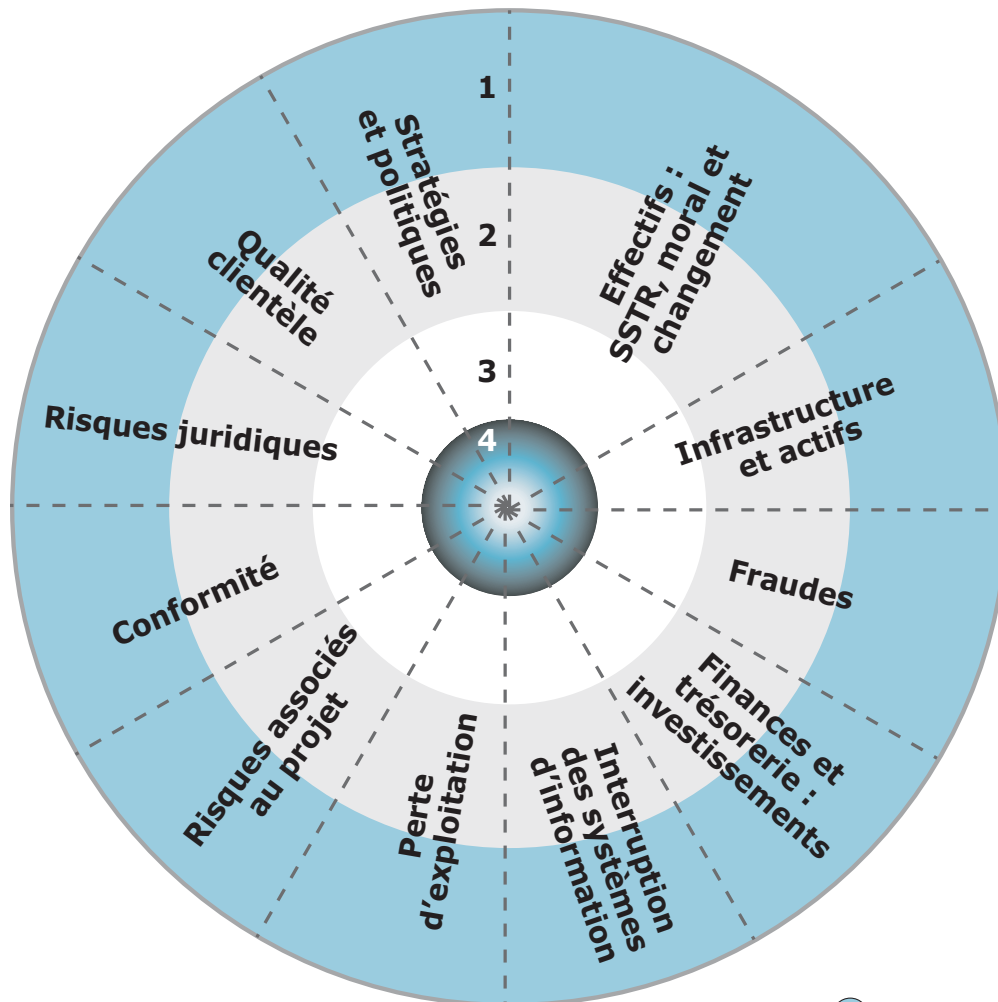 1
2
3
4
Effectifs :
SSTR, moral et
changement
Infrastructure
et actifs
Fraudes
Finances et
trésorerie :
investissements
Interruption
des systèmes
d'information
Perte
d'exploitation
Risques associés
au projet
Conformité
Risques juridiques
Qualité
clientèle
Stratégies
et politiques